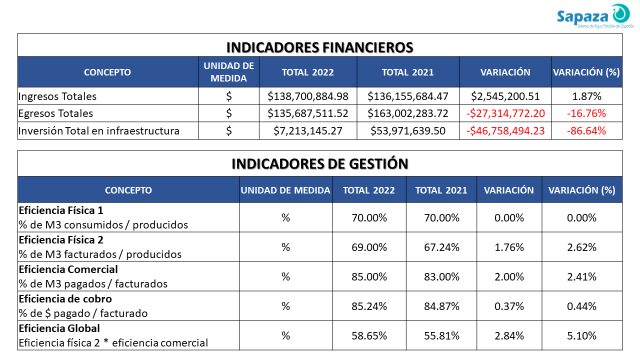 Sapaza
INDICADORES FINANCIEROS
CONCEPTO UNIDAD DE MEDIDA TOTAL 2022 TOTAL 2021 VARIACIÓN VARIACIÓN (%)
Ingresos Totales $ $138,700,884.98 $136,155,684.47 $2,545,200.51 1.87%
Egresos Totales $ $135,687,511.52 $163,002,283.72 -$27,314,772.20 -16.76%
Inversión Total en infraestructura $ $7,213,145.27 $53,971,639.50 -$46,758,494.23 -86.64%
INDICADORES DE GESTIÓN
CONCEPTO UNIDAD DE MEDIDA TOTAL 2022 TOTAL 2021 VARIACIÓN VARIACIÓN (%)
Eficiencia Física 1
% de M3 consumidos / producidos % 70.00% 70.00% 0.00% 0.00%
Eficiencia Física 2
% de M3 facturados / producidos % 69.00% 67.24% 1.76% 2.62%
Eficiencia Comercial
% de M3 pagados / facturados % 85.00% 83.00% 2.00% 2.41%
Eficiencia de cobro
% de $ pagado / facturado % 85.24% 84.87% 0.37% 0.44%
Eficiencia Global
Eficiencia física 2 * eficiencia comercial % 58.65% 55.81% 2.84% 5.10%